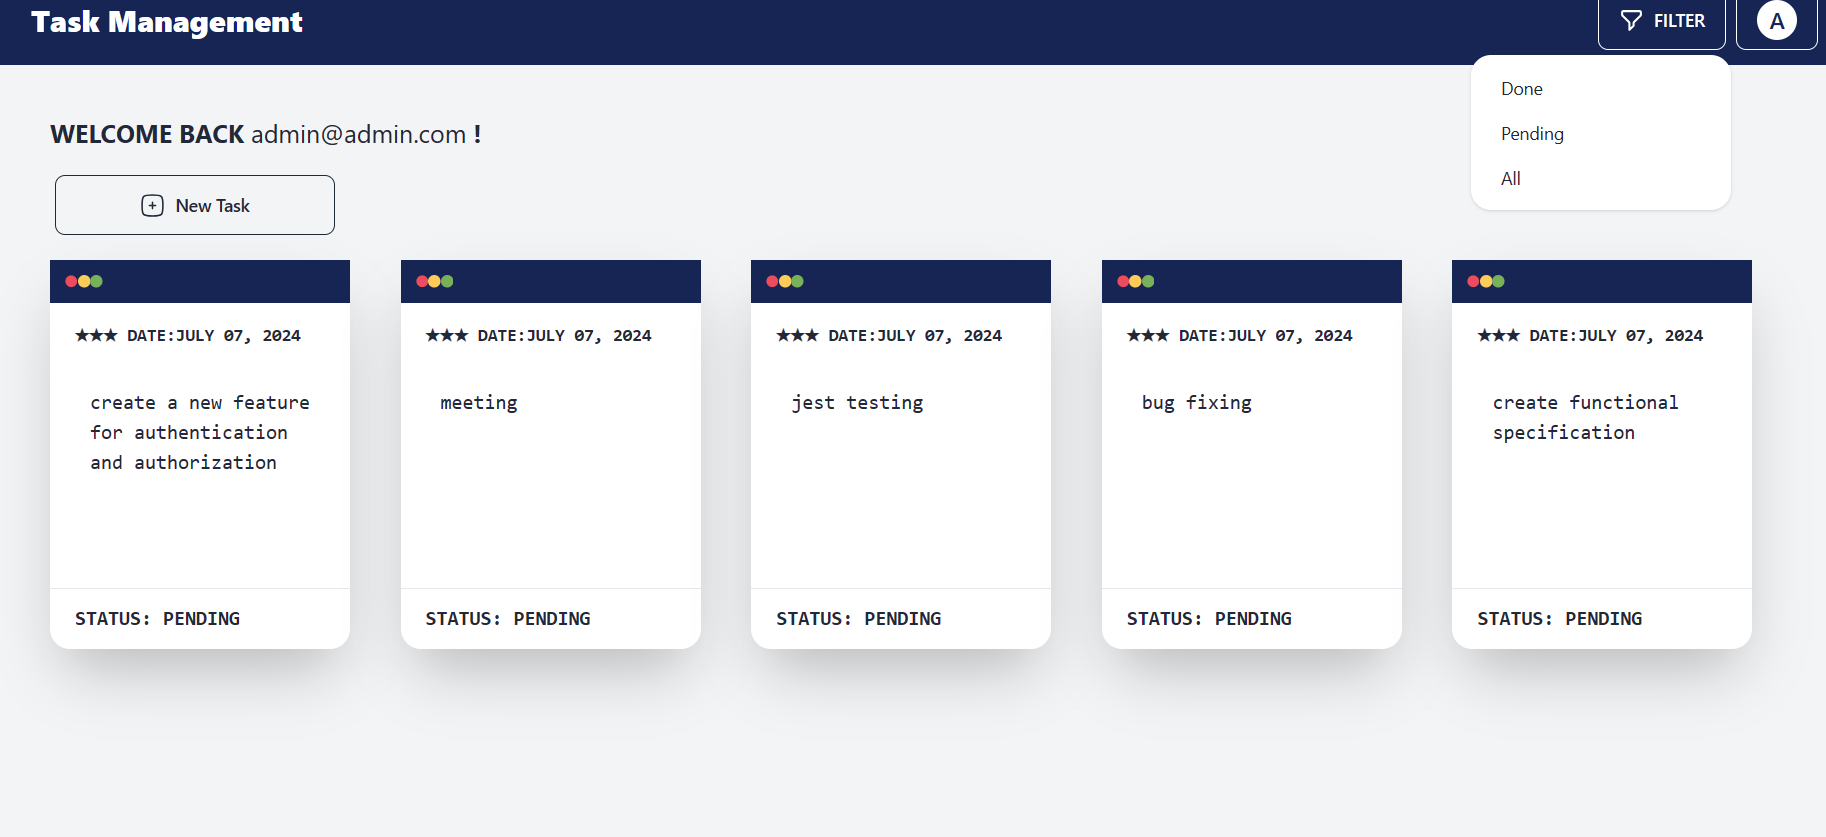 Task Management
FILTER
A
Done
Pending
All
WELCOME BACK admin@admin.com !
New Task
★★★ DATE:JULY 07, 2024
create a new feature
for authentication
and authorization
STATUS: PENDING
★★★ DATE:JULY 07, 2024
meeting
STATUS: PENDING
★★★ DATE:JULY 07, 2024
jest testing
STATUS: PENDING
★★★ DATE:JULY 07, 2024
bug fixing
STATUS: PENDING
★★★ DATE:JULY 07, 2024
create functional
specification
STATUS: PENDING